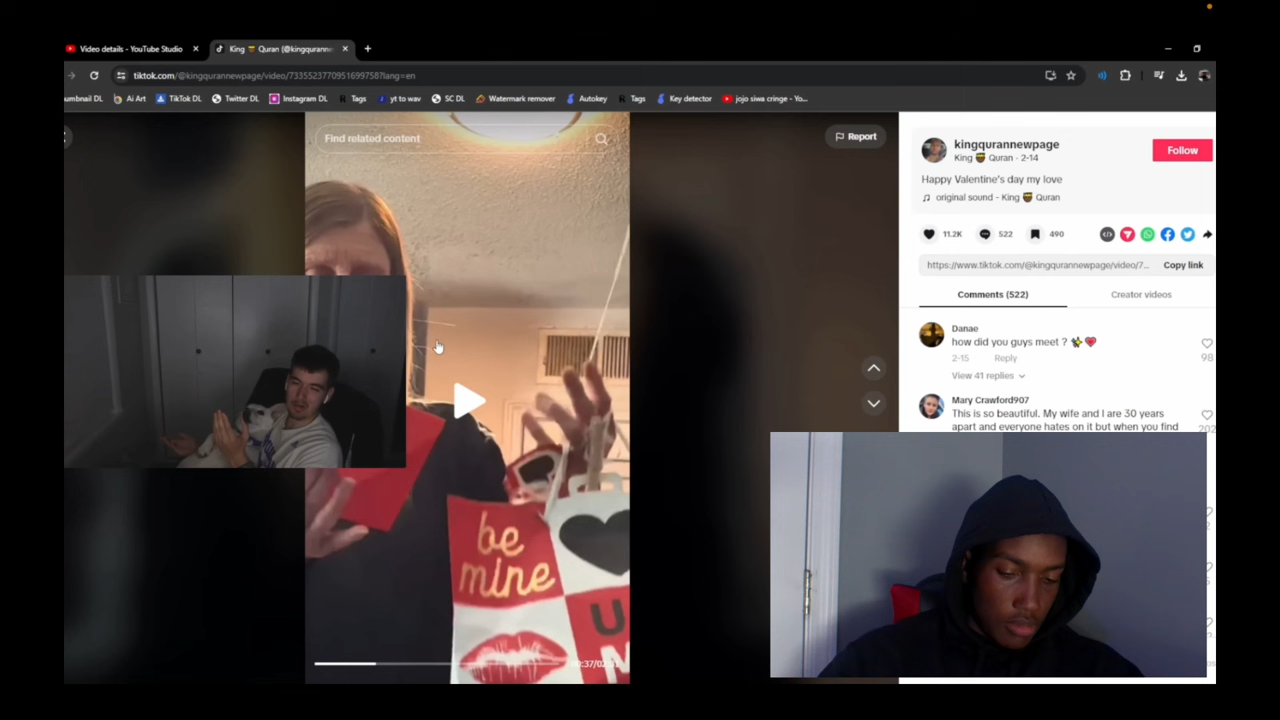 Video details - YouTube Studio
King Quran (@kingquranne
tiktok.com/@kingqurannewpage/video/7335523770951699758?lang=en
umbnail DL
Ai Art
TikTok DL
Twitter DL
Instagram DL
Tags
yt to wav
SC DL
Watermark remover
Autokey
Tags
Key detector
jojo siwa cringe - Yo...
Find related content
Report
be
mine
U
kingqurannewpage
King Quran · 2-14
Follow
Happy Valentine's day my love
original sound - King Quran
11.2K
522
490
https://www.tiktok.com/@kingqurannewpage/video/7...
Copy link
Comments (522)
Creator videos
Danae
how did you guys meet ?
98
2-15 Reply
View 41 replies
Mary Crawford907
This is so beautiful. My wife and I are 30 years
apart and everyone hates on it but when you find